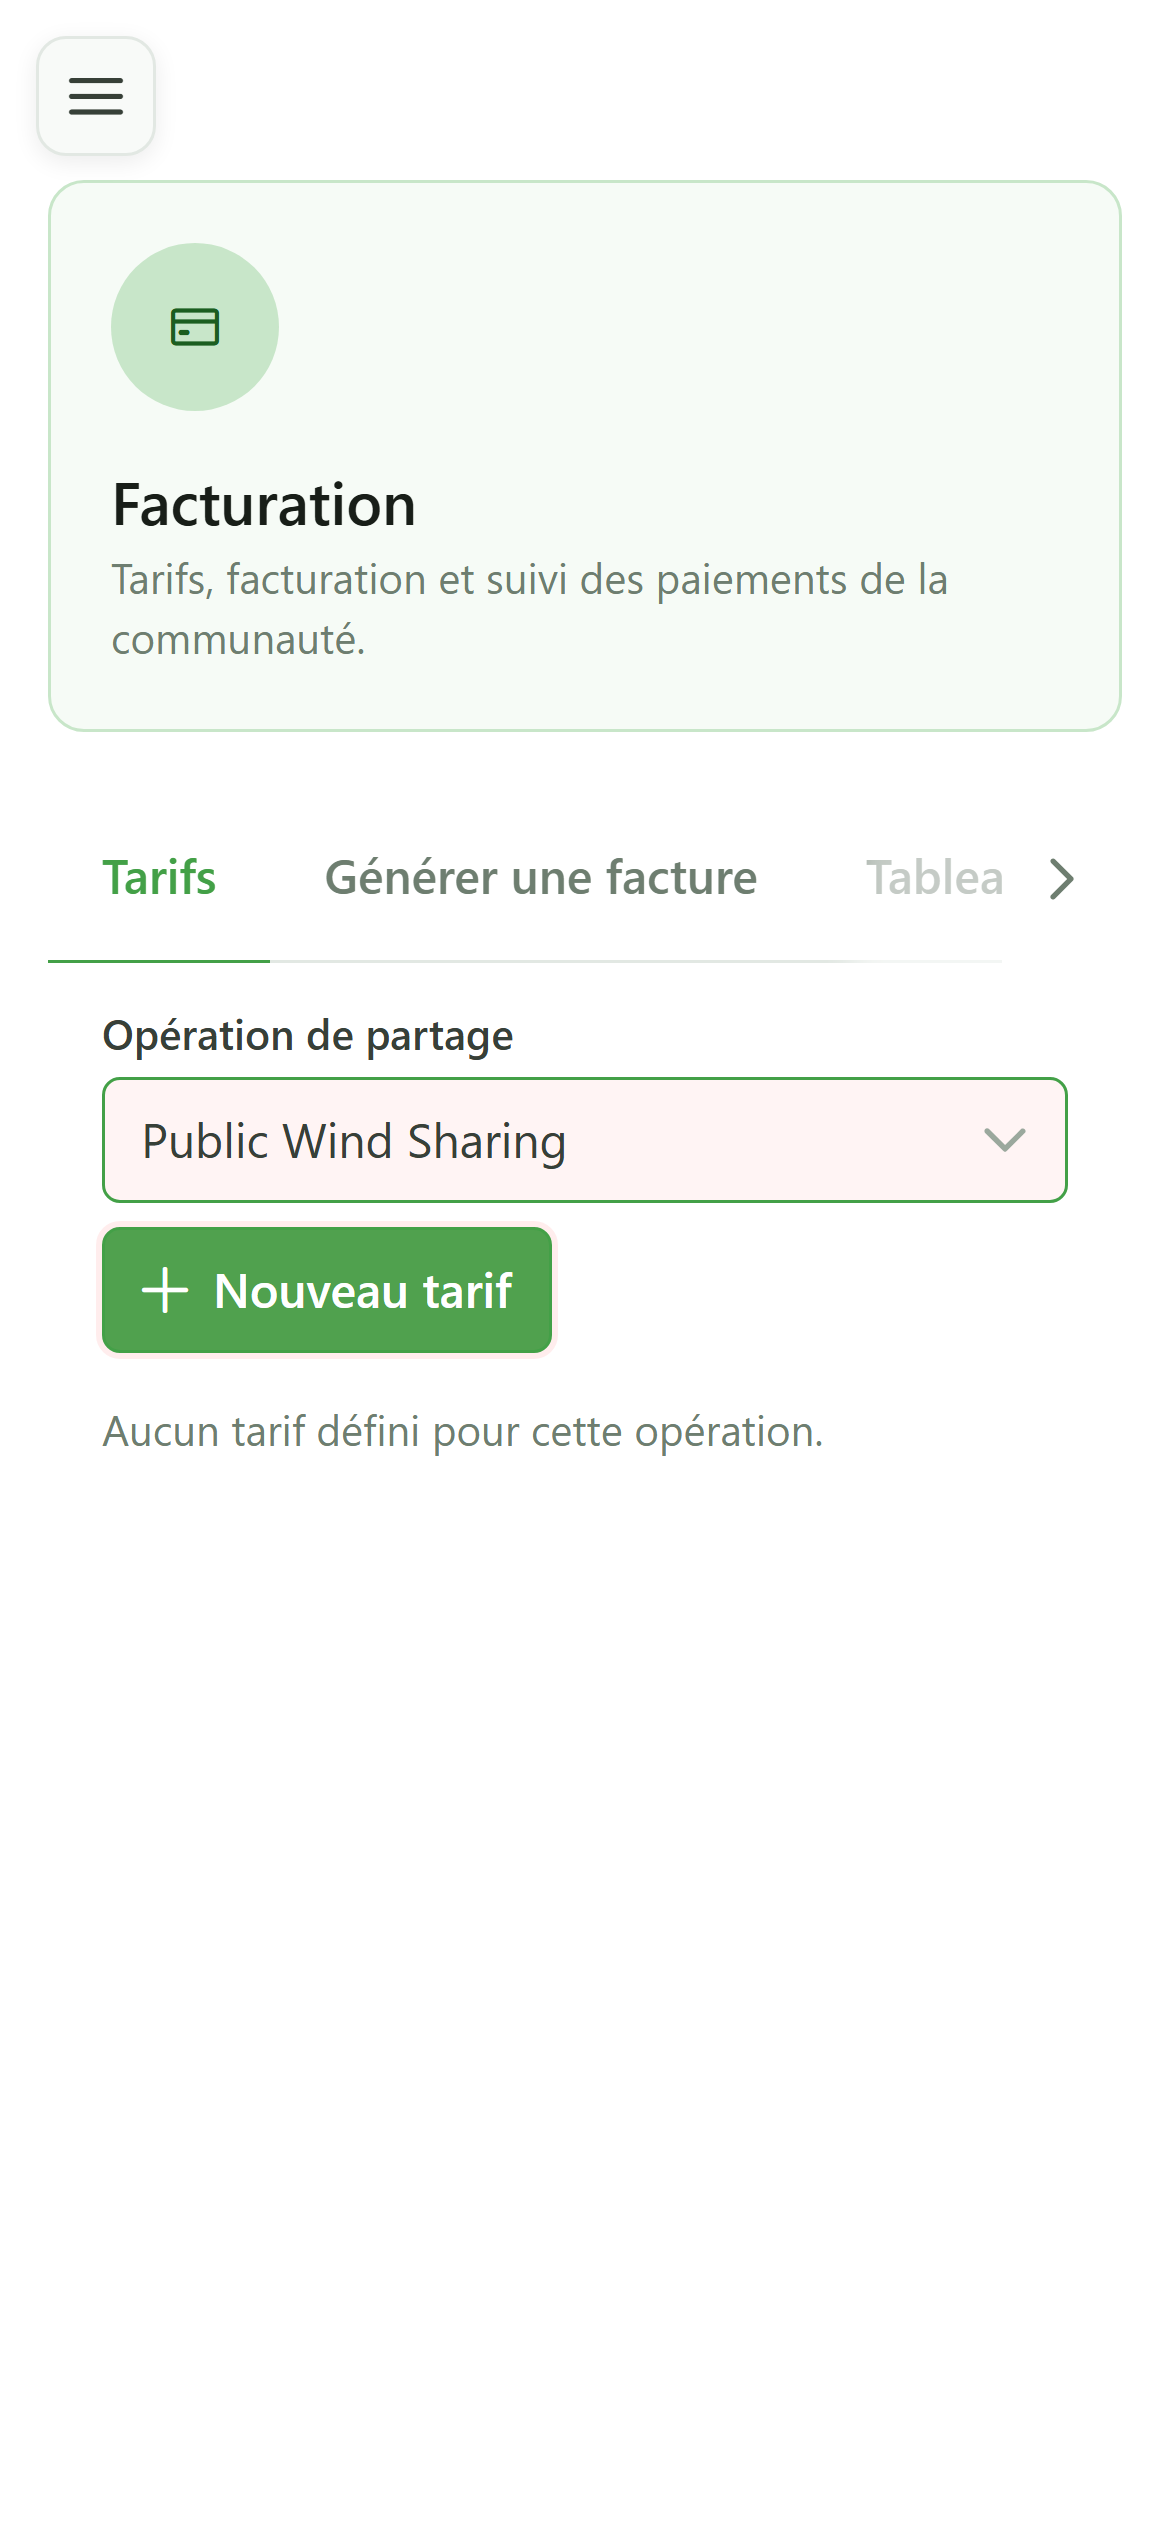 Facturation
Tarifs, facturation et suivi des paiements de la
communauté.
Tarifs
Générer une facture
Tablea
Opération de partage
Public Wind Sharing
Nouveau tarif
Aucun tarif défini pour cette opération.